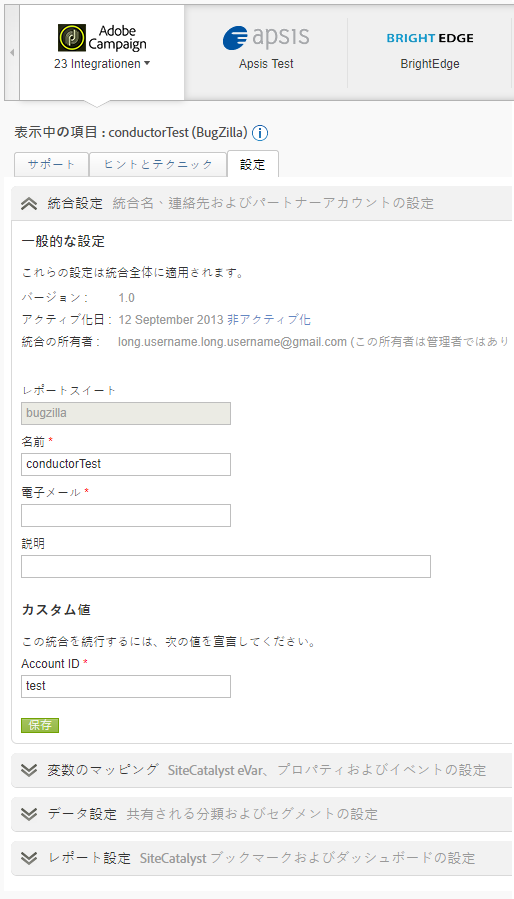 Adobe Campaign
23 Integrationen
apsis
Apsis Test
BRIGHT EDGE
BrightEdge
表示中の項目 : conductorTest (BugZilla)
サポート ヒントとテクニック 設定
統合設定 統合名、連絡先およびパートナーアカウントの設定
一般的な設定
これらの設定は統合全体に適用されます。
バージョン : 1.0
アクティブ化日 : 12 September 2013 非アクティブ化
統合の所有者 : long.username.long.username@gmail.com (この所有者は管理者ではあり
レポートスイート
bugzilla
名前 *
conductorTest
電子メール *
説明
カスタム値
この統合を続行するには、次の値を宣言してください。
Account ID *
test
保存
変数のマッピング SiteCatalyst eVar、プロパティおよびイベントの設定
データ設定 共有される分類およびセグメントの設定
レポート設定 SiteCatalyst ブックマークおよびダッシュボードの設定